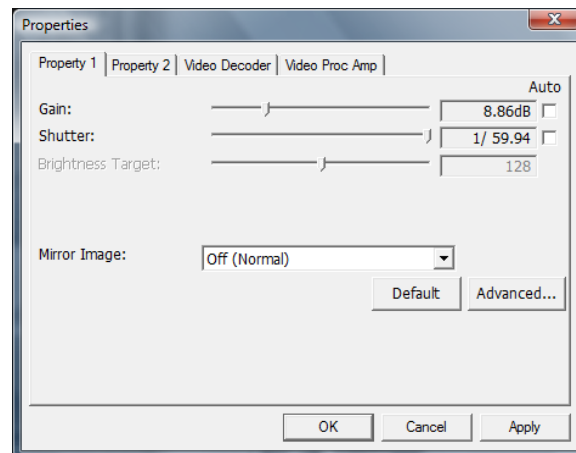 Properties
Property 1 Property 2 Video Decoder Video Proc Amp
Auto
Gain: 8.86dB
Shutter: 1/ 59.94
Brightness Target: 128
Mirror Image: Off (Normal)
Default Advanced...
OK Cancel Apply